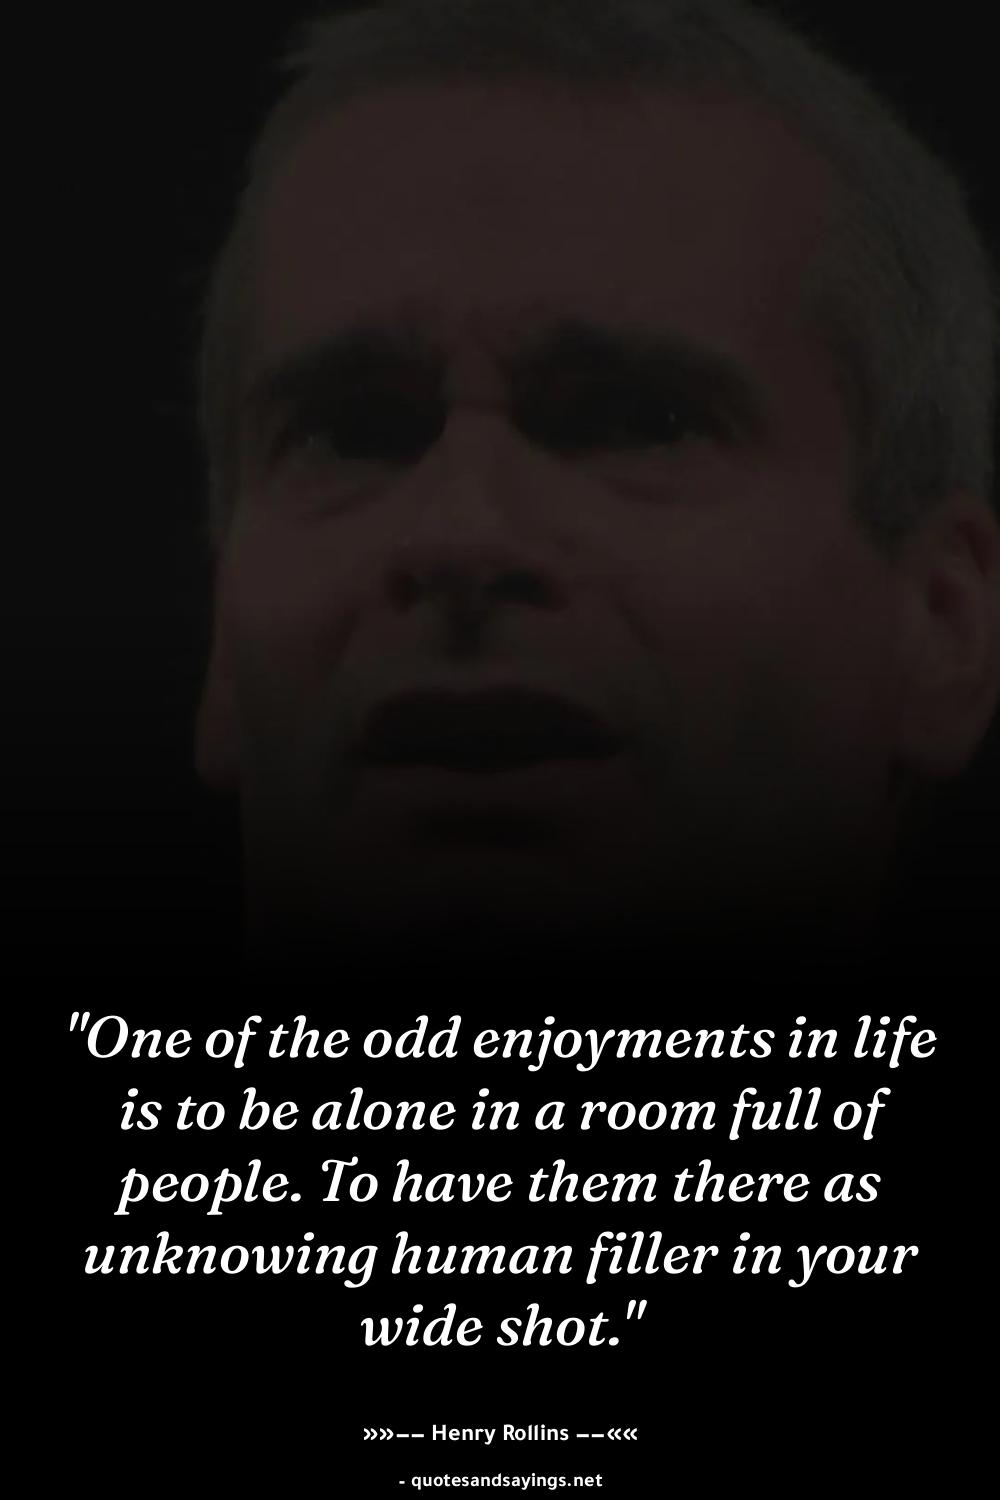 "One of the odd enjoyments in life
is to be alone in a room full of
people. To have them there as
unknowing human filler in your
wide shot."
»»—— Henry Rollins ——««
- quotesandsayings.net